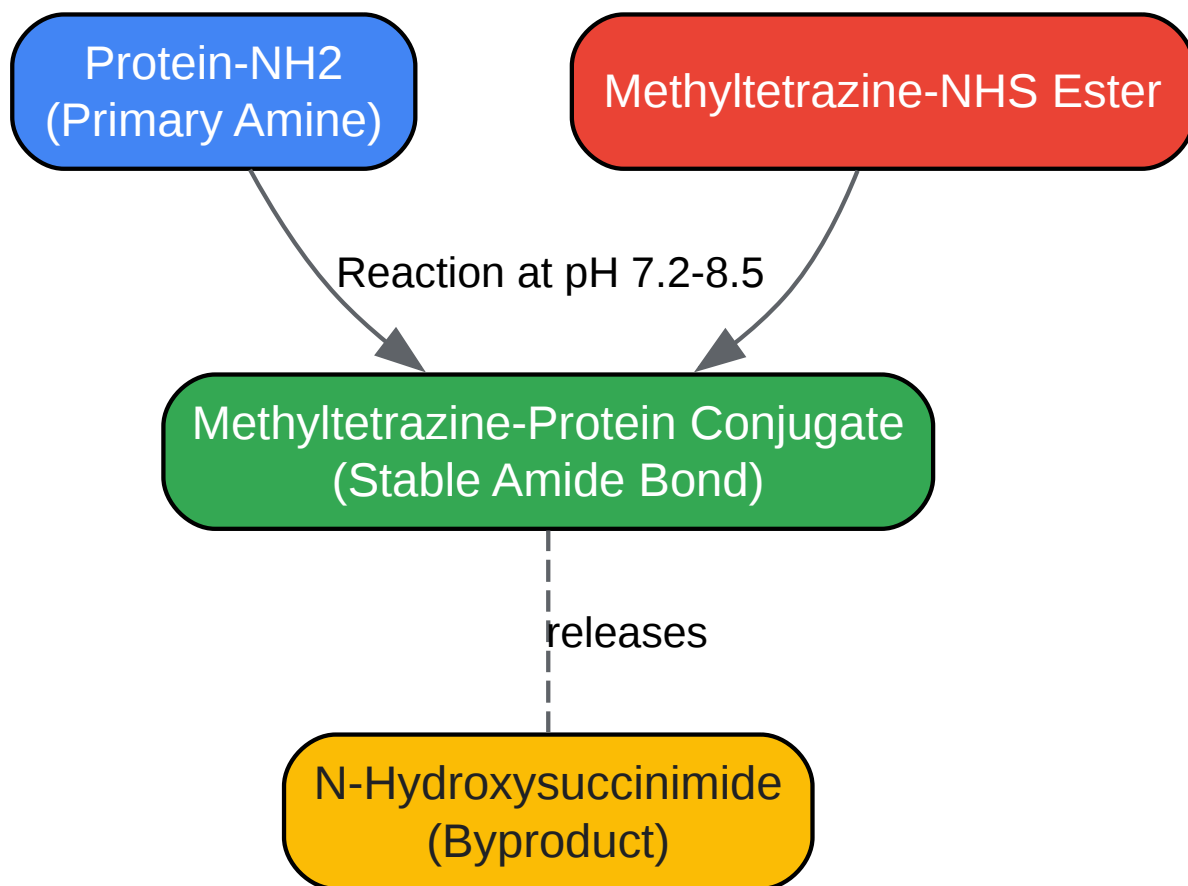 Protein-NH2
(Primary Amine)
Methyltetrazine-NHS Ester
Reaction at pH 7.2-8.5
Methyltetrazine-Protein Conjugate
(Stable Amide Bond)
releases
N-Hydroxysuccinimide
(Byproduct)